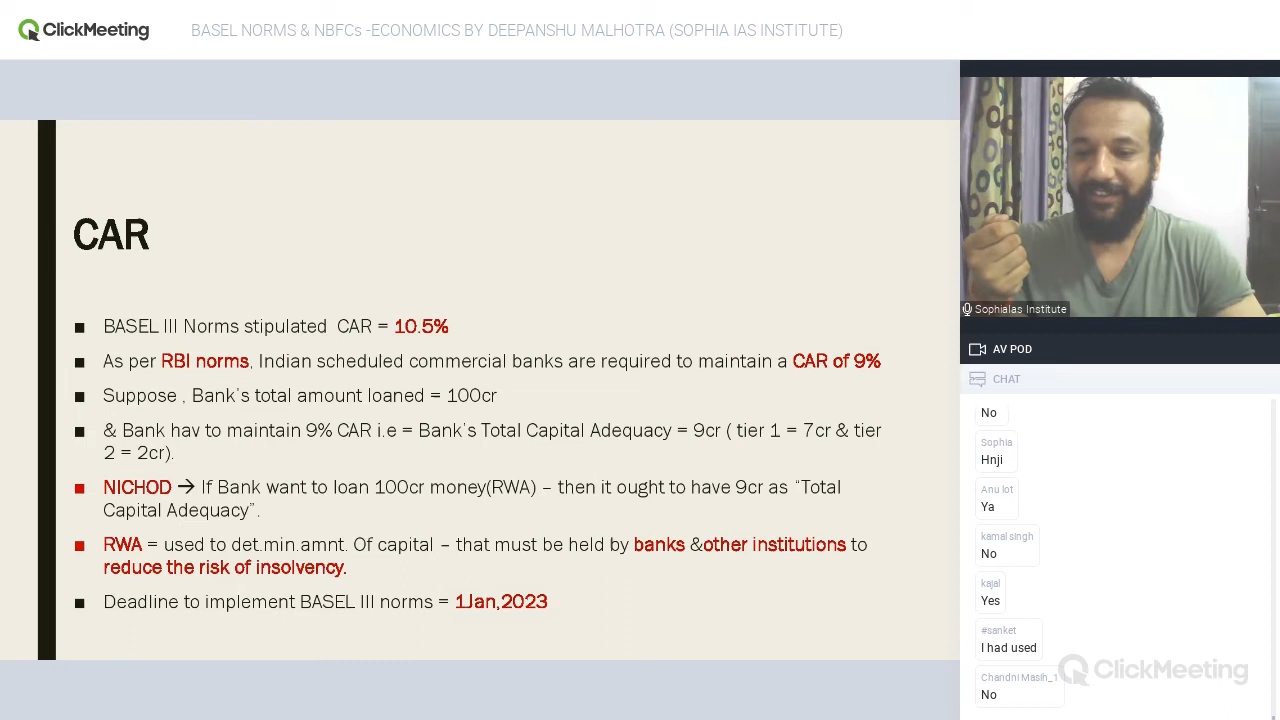 ClickMeeting
BASEL NORMS & NBFCs -ECONOMICS BY DEEPANSHU MALHOTRA (SOPHIA IAS INSTITUTE)
CAR
■ BASEL III Norms stipulated CAR = 10.5%
■ As per RBI norms, Indian scheduled commercial banks are required to maintain a CAR of 9%
■ Suppose , Bank's total amount loaned = 100cr
■ & Bank hav to maintain 9% CAR i.e = Bank's Total Capital Adequacy = 9cr ( tier 1 = 7cr & tier
2 = 2cr).
■ NICHOD → If Bank want to loan 100cr money(RWA) – then it ought to have 9cr as “Total
Capital Adequacy”.
■ RWA = used to det.min.amnt. Of capital – that must be held by banks &other institutions to
reduce the risk of insolvency.
■ Deadline to implement BASEL III norms = 1Jan,2023
SophiaIas Institute
AV POD
CHAT
No
Sophia
Hnji
Anu lot
Ya
kamal singh
No
kajal
Yes
#sanket
I had used
Chandni Masih_1
No
ClickMeeting